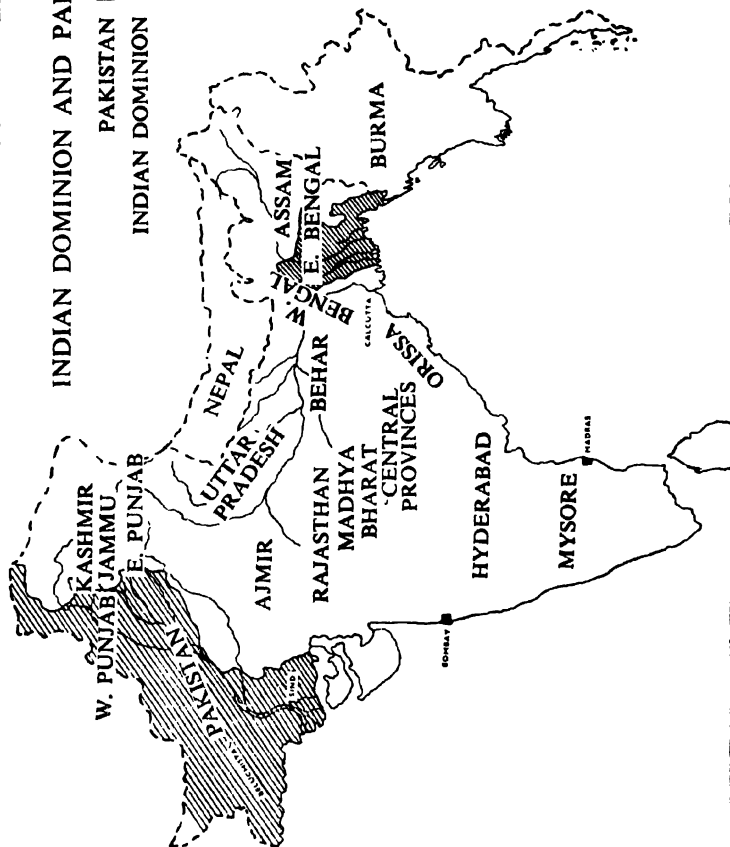 INDIAN DOMINION AND PA
PAKISTAN
INDIAN DOMINION
KASHMIR
JAMMU
W. PUNJAB
E. PUNJAB
PAKISTAN
SIND
NEPAL
UTTAR
PRADESH
AJMIR
RAJASTHAN
MADHYA
BHARAT
CENTRAL
PROVINCES
BEHAR
W. BENGAL
E. BENGAL
ASSAM
BURMA
CALCUTTA
ORISSA
HYDERABAD
BOMBAY
MYSORE
MADRAS